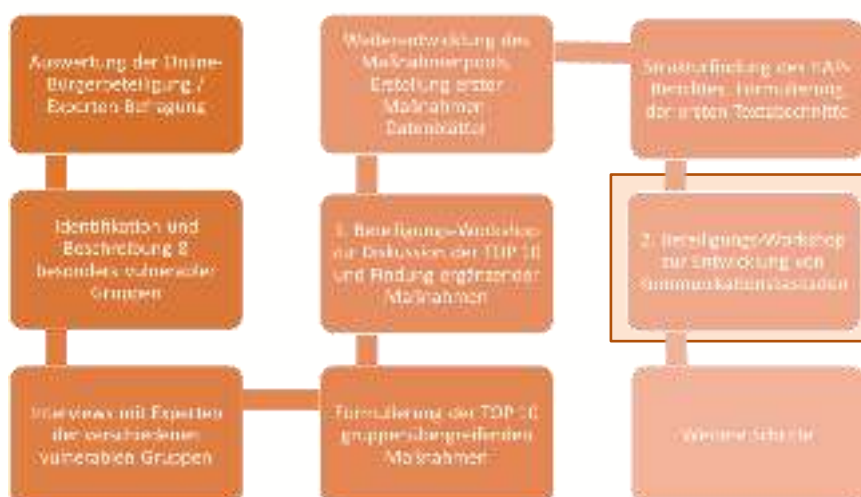 Auswertung der Online-
Bürgerbeteiligung /
Experten-Befragung
Identifikation und
Beschreibung 8
besonders vulnerabler
Gruppen
Interviews mit Experten
der verschiedenen
vulnerablen Gruppen
Formulierung der TOP 10
gruppenübergreifenden
Maßnahmen
1. Beteiligungs-Workshop
zur Diskussion der TOP 10
und Findung ergänzender
Maßnahmen
Weiterentwicklung des
Maßnahmenpools,
Erstellung erster
Maßnahmen-
Datenblätter
Strukturfindung des HAP-
Berichtes, Formulierung
der ersten Textabschnitte
2. Beteiligungs-Workshop
zur Entwicklung von
Kommunikationskaskaden
Weitere Schritte